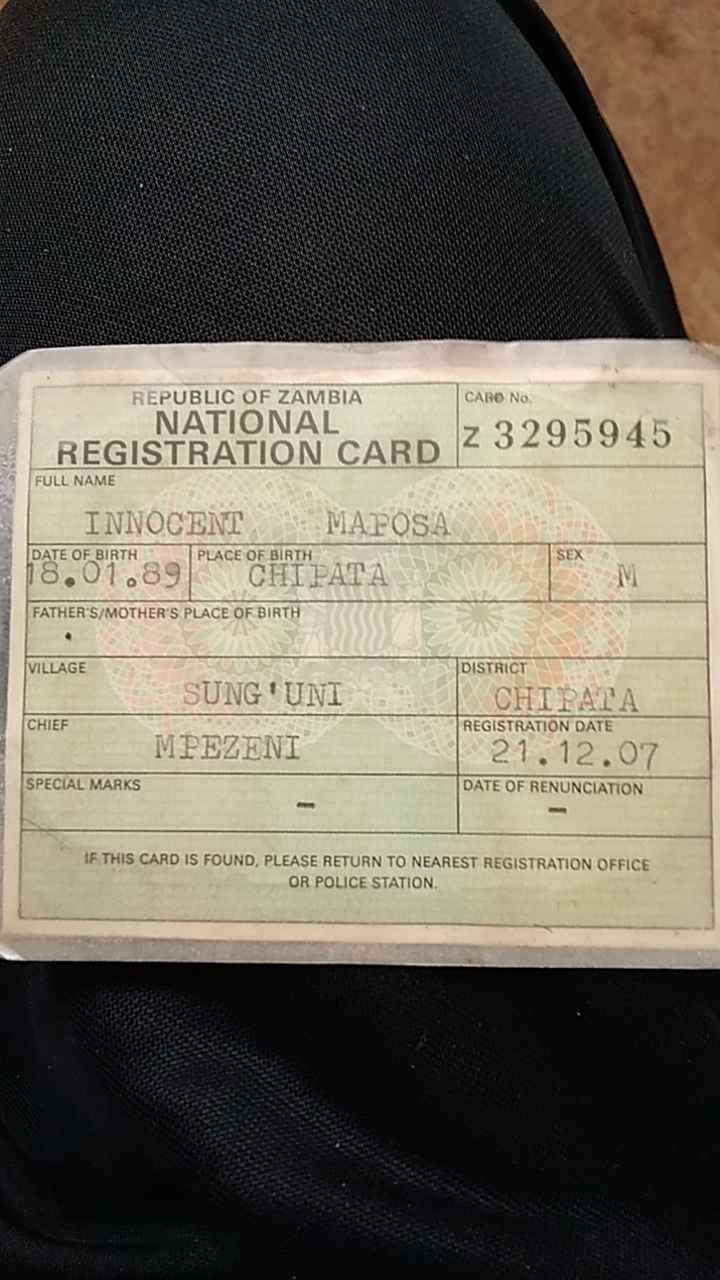 REPUBLIC OF ZAMBIA
NATIONAL
REGISTRATION CARD
CARD No.
Z 3295945
FULL NAME
INNOCENT MAPOSA
DATE OF BIRTH
18.01.89
PLACE OF BIRTH
CHIPATA
SEX
M
FATHER'S/MOTHER'S PLACE OF BIRTH
VILLAGE
SUNG'UNI
DISTRICT
CHIPATA
CHIEF
MPEZENI
REGISTRATION DATE
21.12.07
SPECIAL MARKS
–
DATE OF RENUNCIATION
–
IF THIS CARD IS FOUND, PLEASE RETURN TO NEAREST REGISTRATION OFFICE
OR POLICE STATION.